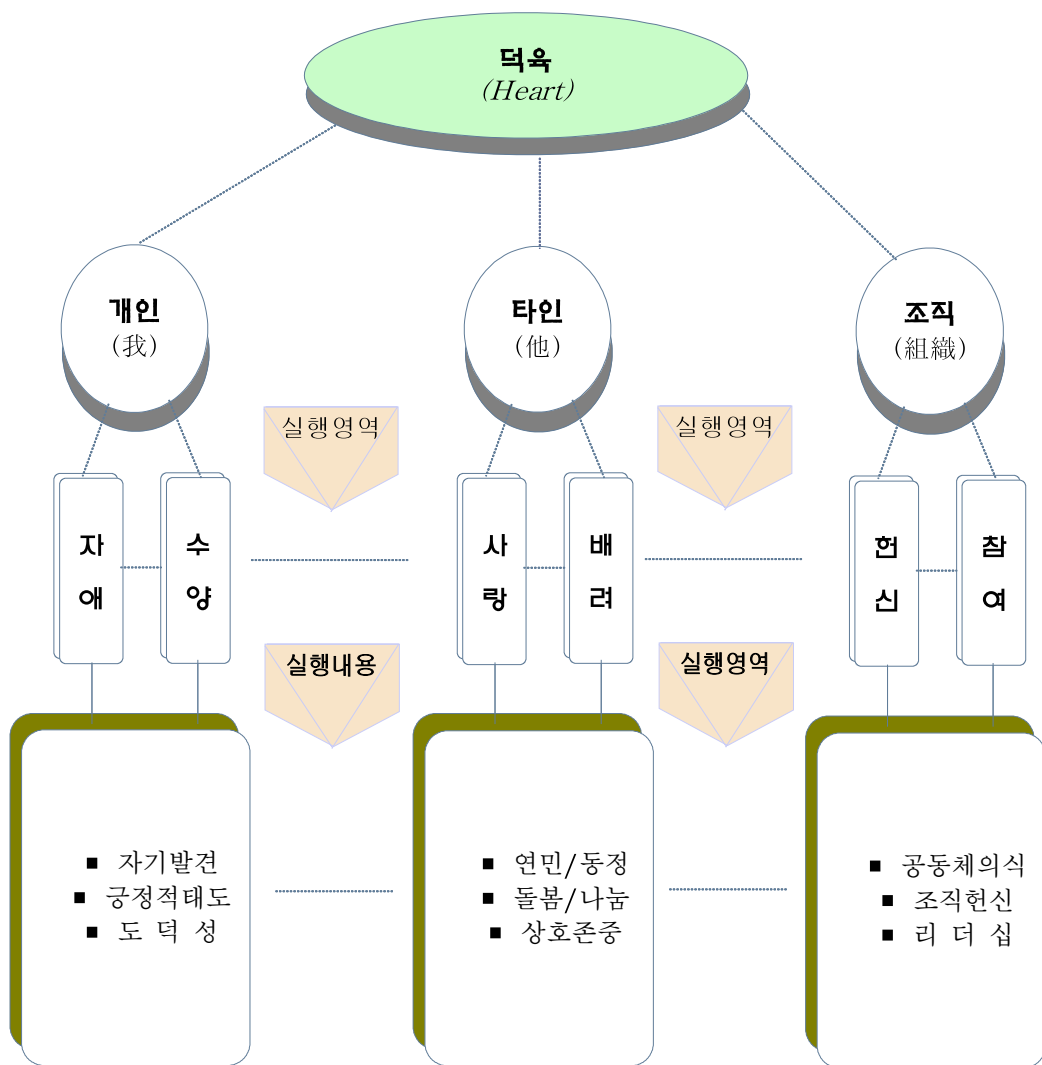 덕육
(Heart)
개인
(我)
타인
(他)
조직
(組織)
실행영역
실행영역
자애
수양
사랑
배려
헌신
참여
실행내용
실행영역
■ 자기발견
■ 긍정적태도
■ 도 덕 성
■ 연민/동정
■ 돌봄/나눔
■ 상호존중
■ 공동체의식
■ 조직헌신
■ 리 더 십